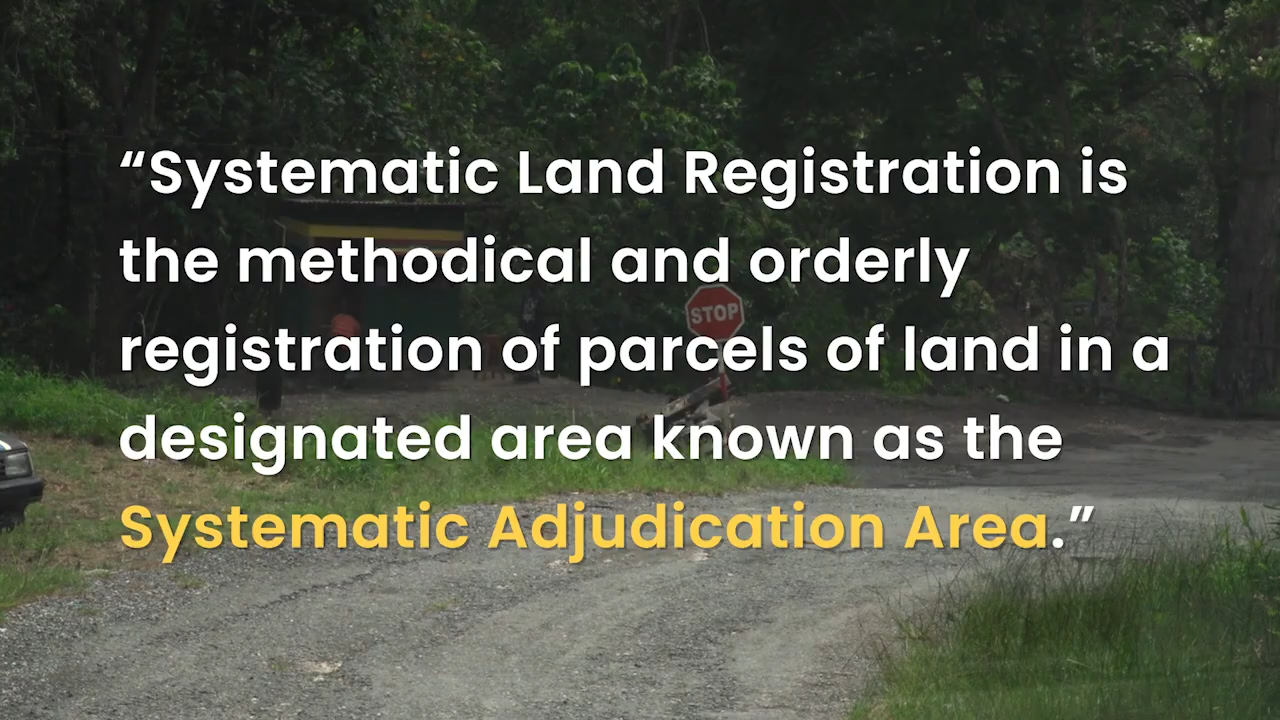 “Systematic Land Registration is
the methodical and orderly
registration of parcels of land in a
designated area known as the
Systematic Adjudication Area.”
STOP